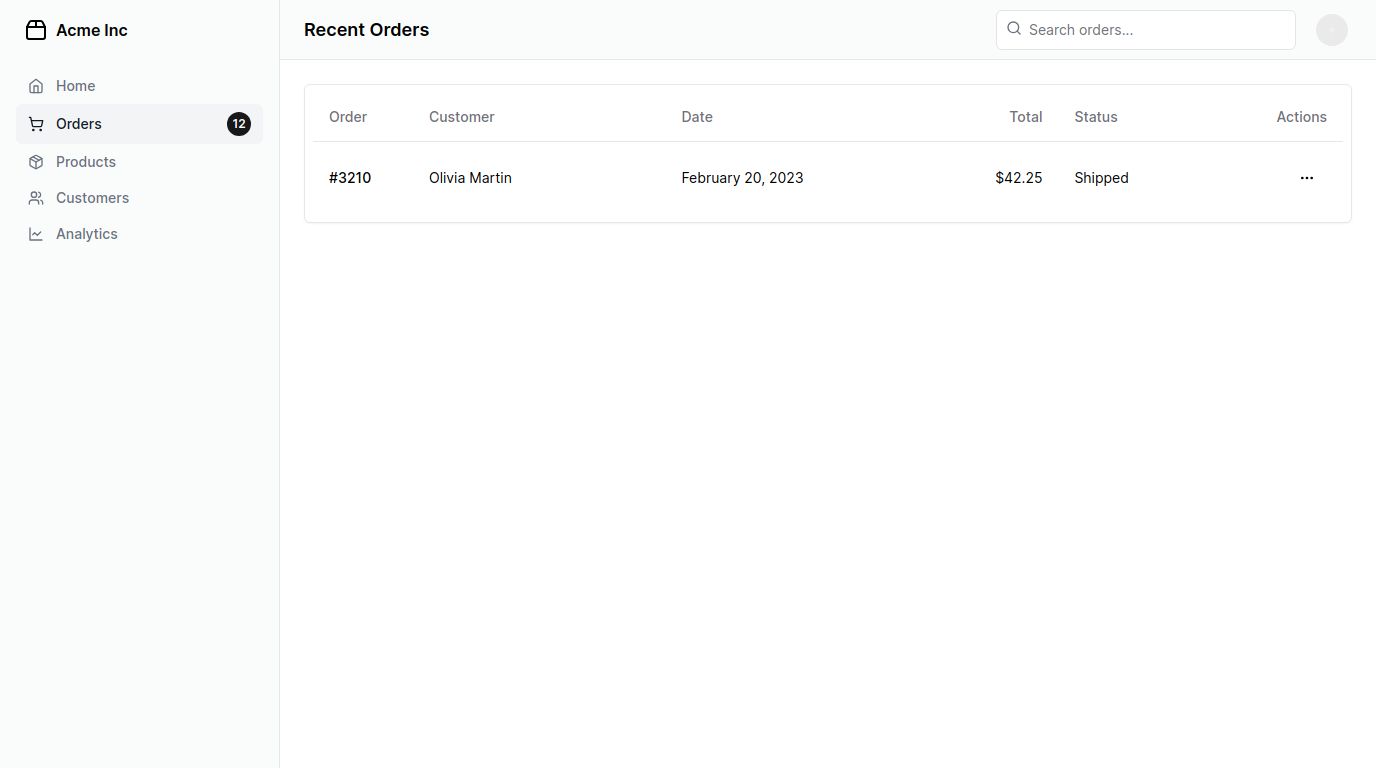 Acme Inc
Home
Orders 12
Products
Customers
Analytics
Recent Orders
Search orders...
Order Customer Date Total Status Actions
#3210 Olivia Martin February 20, 2023 $42.25 Shipped ...